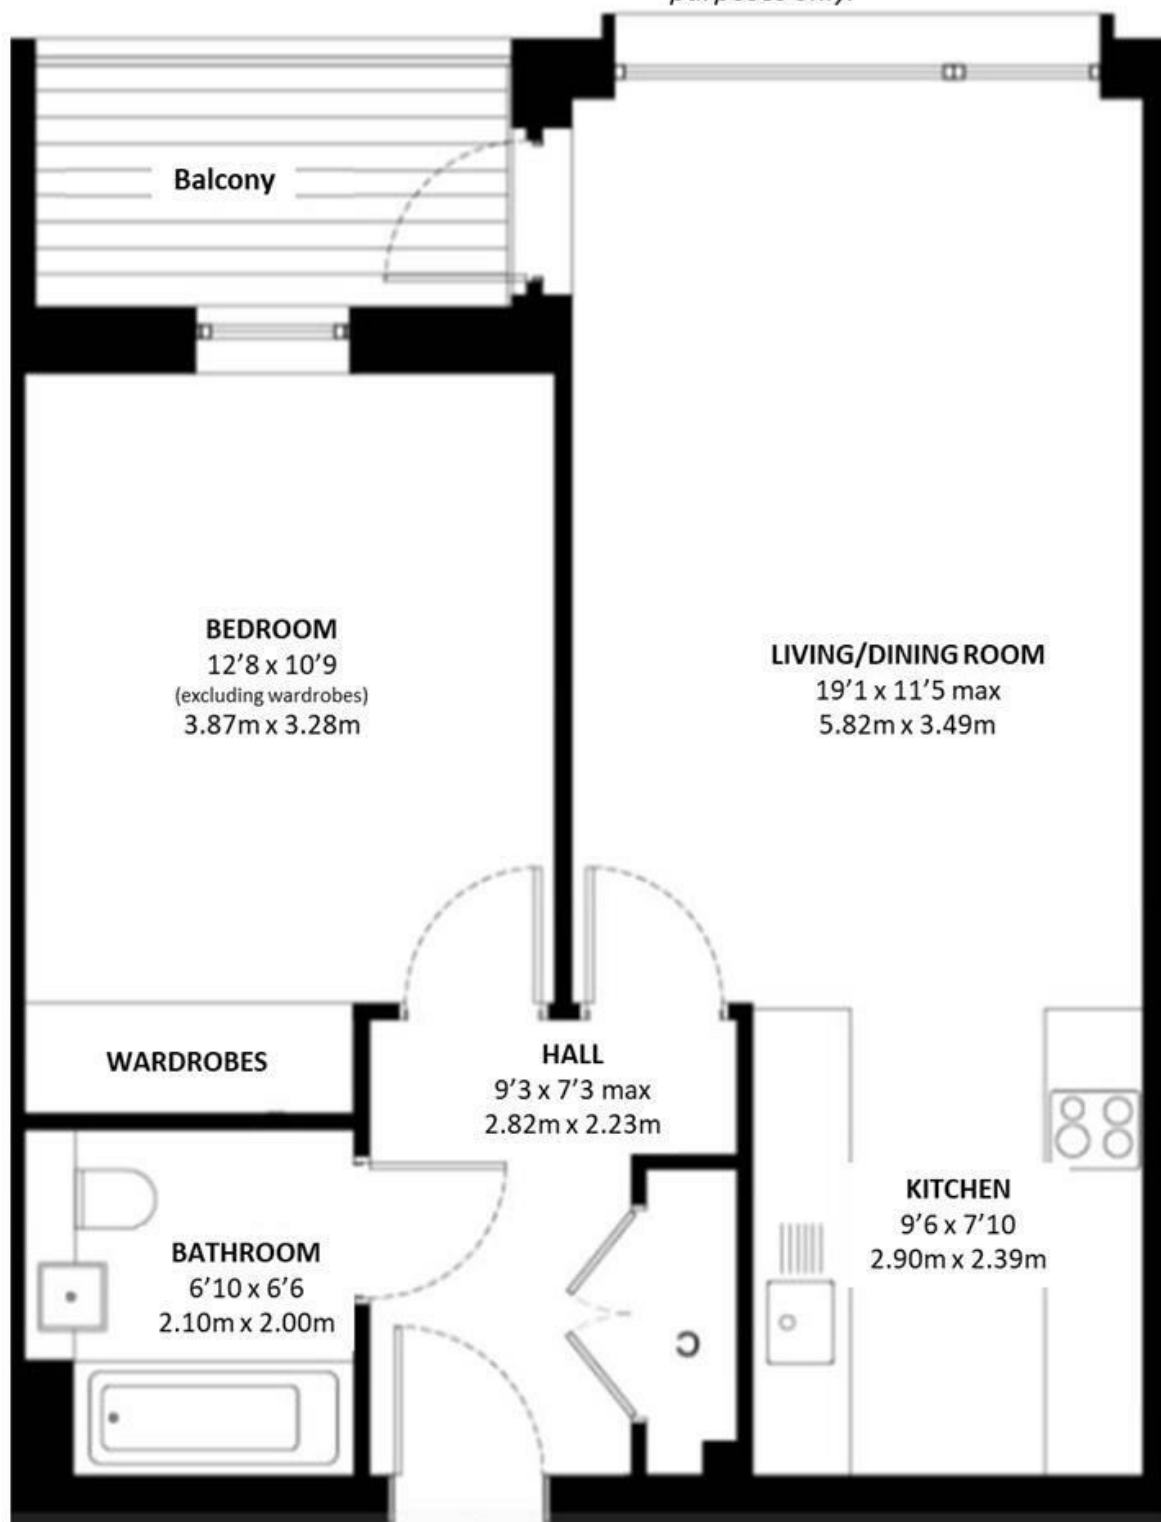 purposes only.
Balcony
BEDROOM
12’8 x 10’9
(excluding wardrobes)
3.87m x 3.28m
LIVING/DINING ROOM
19’1 x 11’5 max
5.82m x 3.49m
WARDROBES
HALL
9’3 x 7’3 max
2.82m x 2.23m
KITCHEN
9’6 x 7’10
2.90m x 2.39m
BATHROOM
6’10 x 6’6
2.10m x 2.00m
C